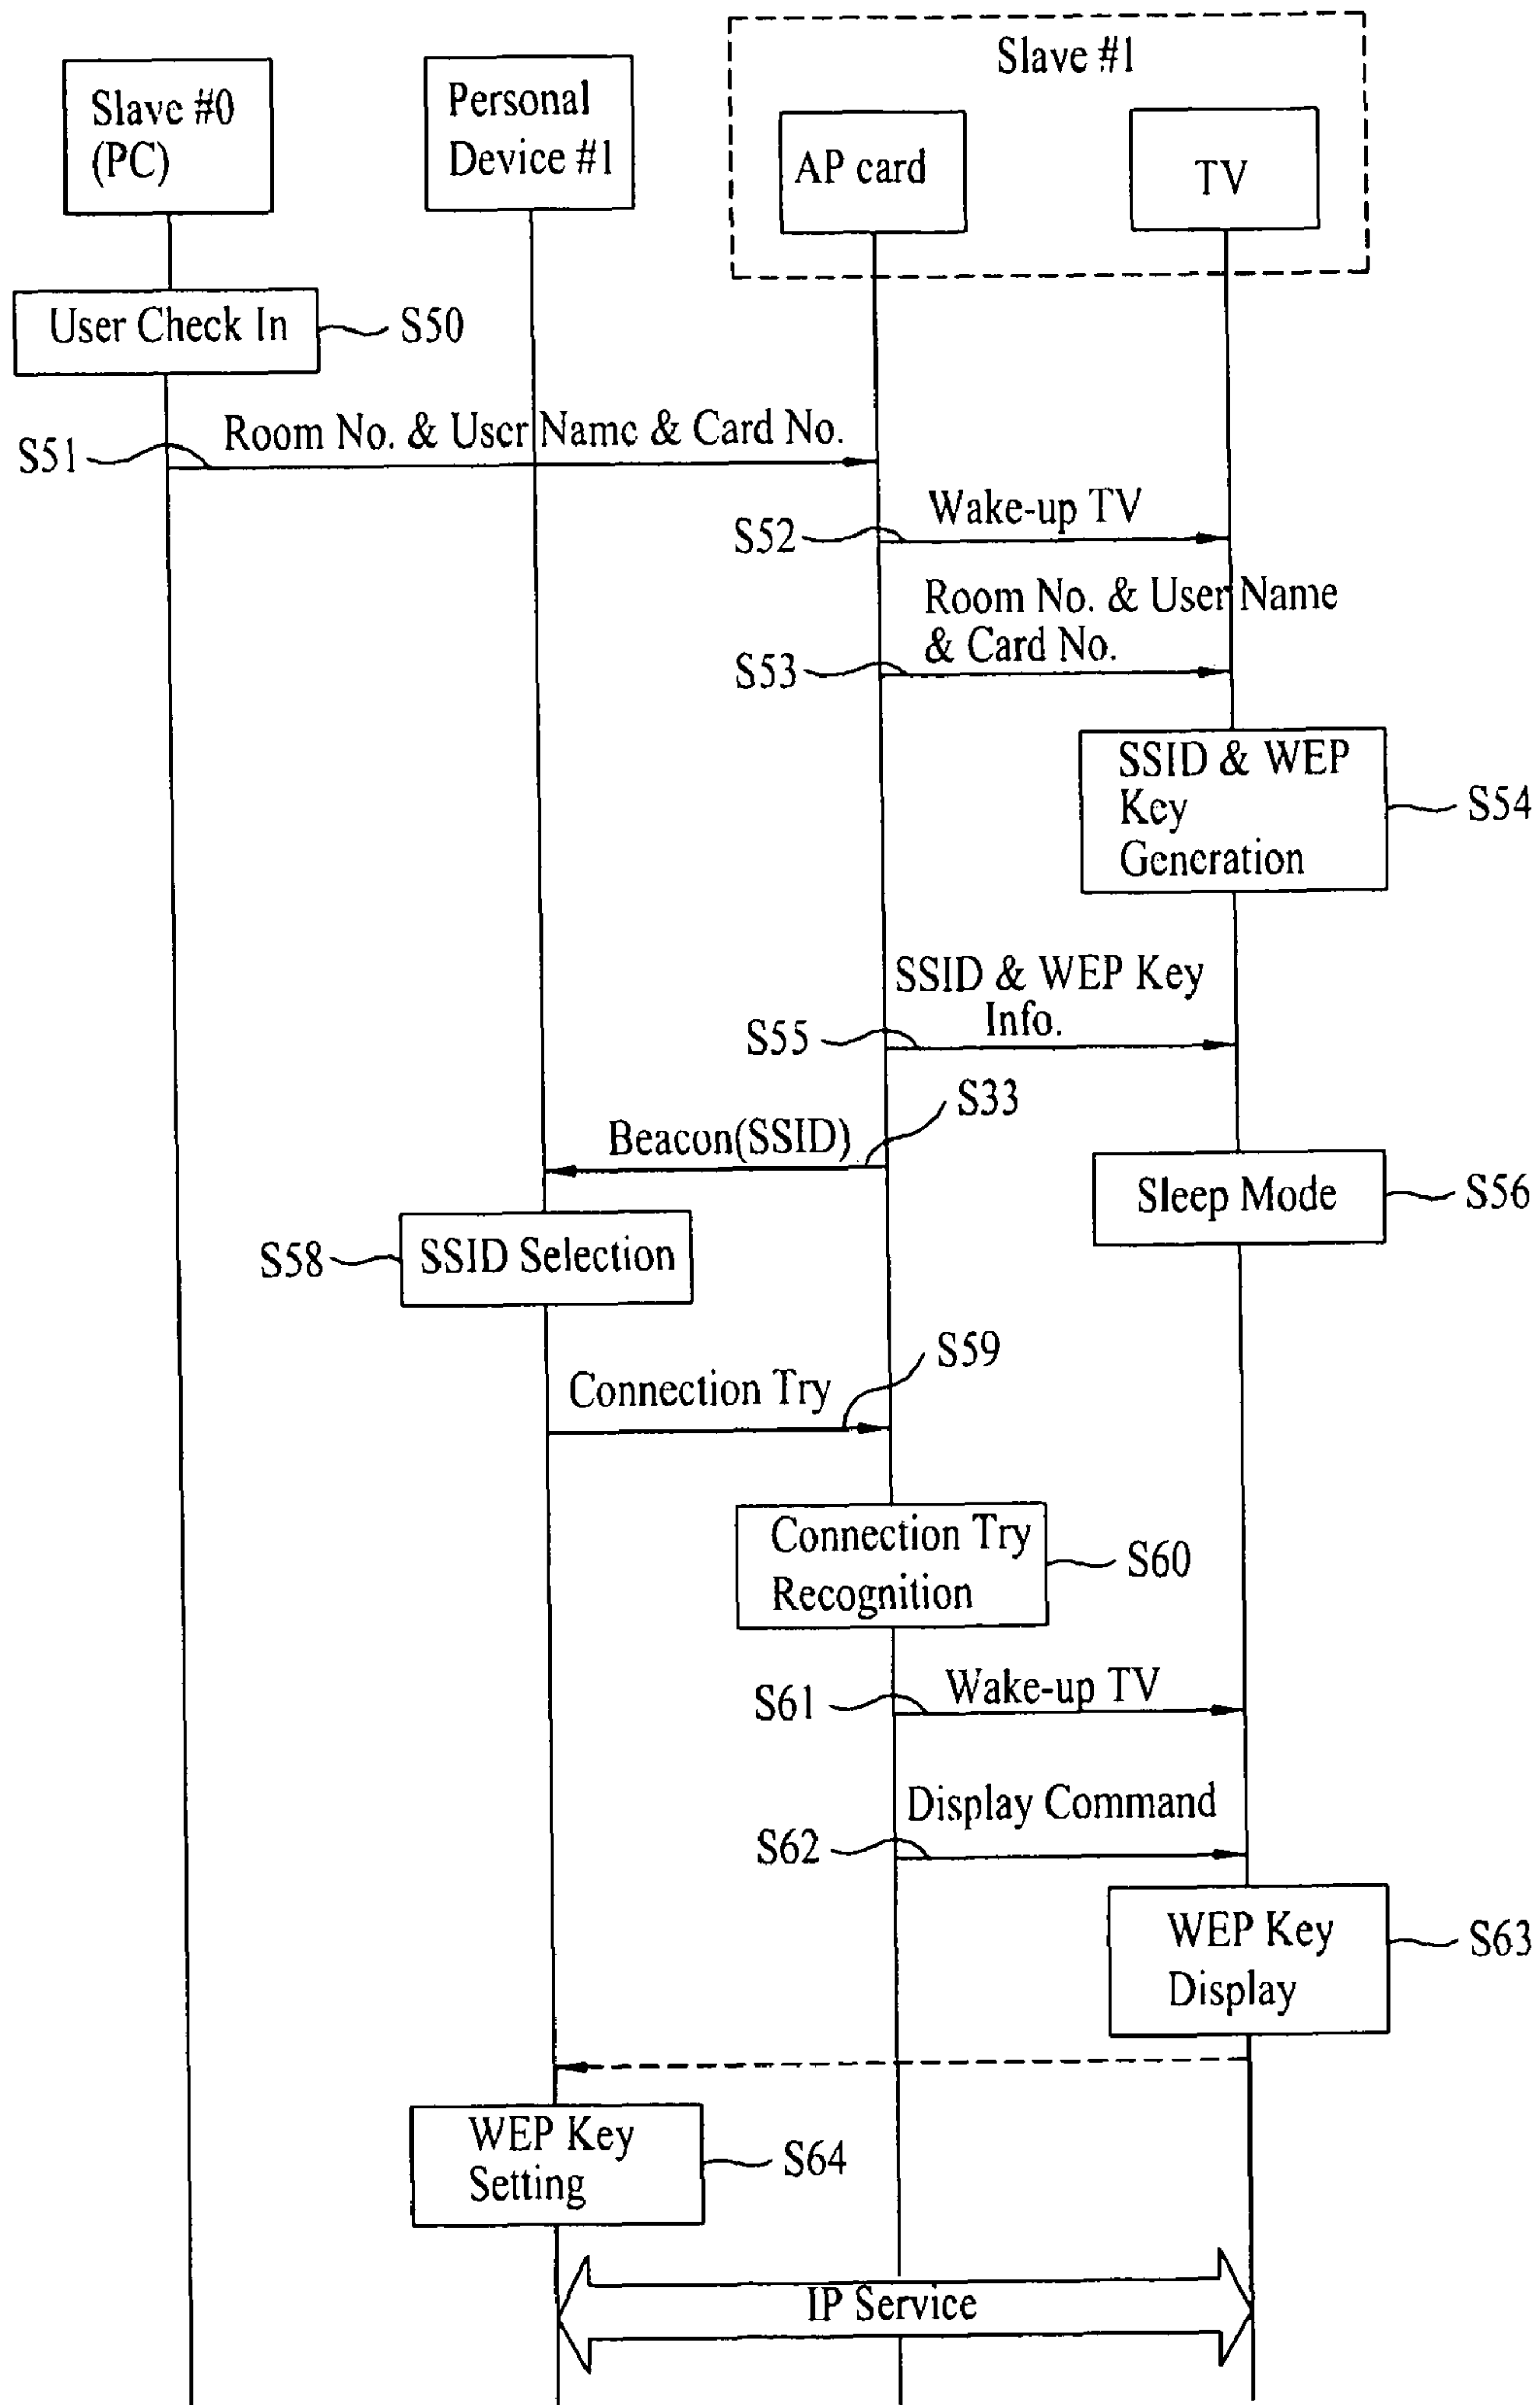 Slave #1
Slave #0
(PC)
Personal
Device #1
AP card
TV
User Check In
S50
Room No. & User Name & Card No.
S51
Wake-up TV
S52
Room No. & User Name
& Card No.
S53
SSID & WEP
Key
Generation
S54
SSID & WEP Key
Info.
S55
S33
Beacon(SSID)
Sleep Mode
S56
S58
SSID Selection
S59
Connection Try
Connection Try
Recognition
S60
Wake-up TV
S61
Display Command
S62
WEP Key
Display
S63
WEP Key
Setting
S64
IP Service